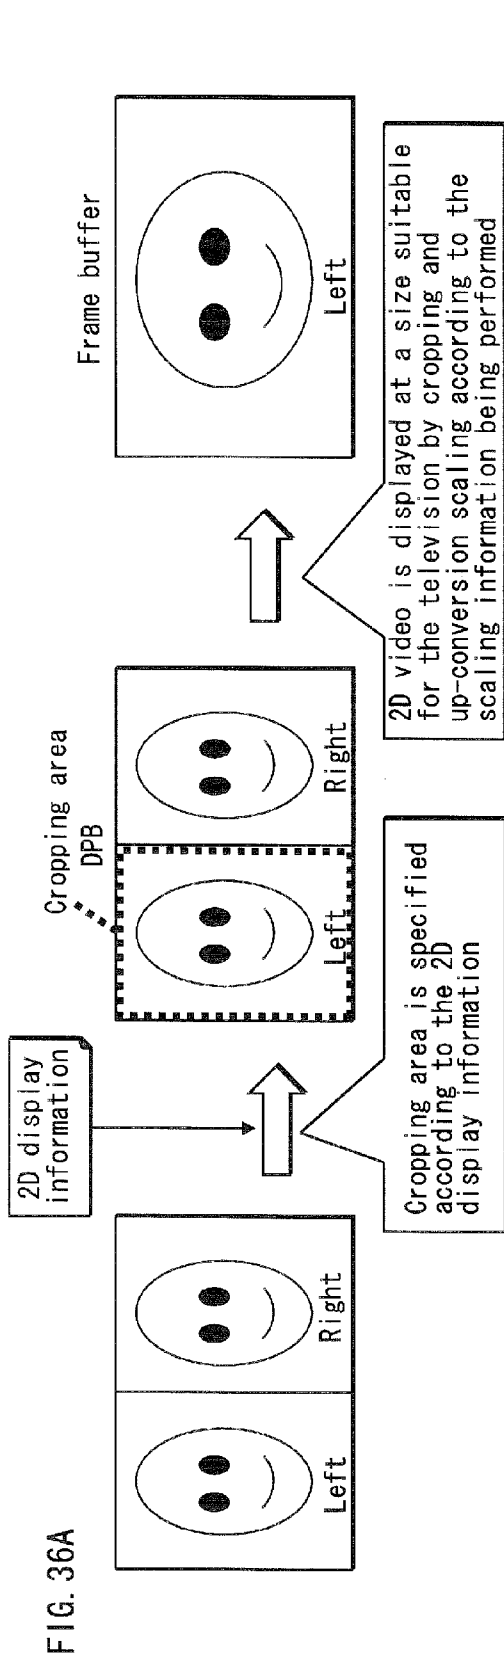 FIG. 36A
Left
Right
2D display
information
Cropping area is specified
according to the 2D
display information
Cropping area
DPB
Left
Right
2D video is displayed at a size suitable
for the television by cropping and
up-conversion scaling according to the
scaling information being performed
Frame buffer
Left